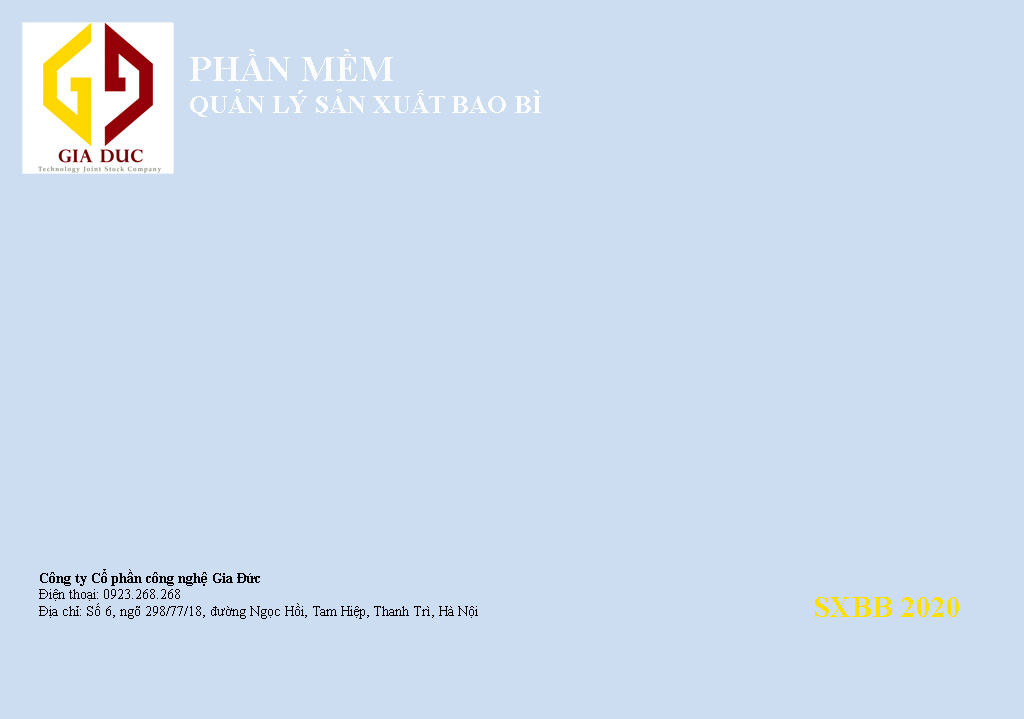 GIA DUC
Technology Joint Stock Company
PHẦN MỀM
QUẢN LÝ SẢN XUẤT BAO BÌ
Công ty Cổ phần công nghệ Gia Đức
Điện thoại: 0923.268.268
Địa chỉ: Số 6, ngõ 298/77/18, đường Ngọc Hồi, Tam Hiệp, Thanh Trì, Hà Nội
SXBB 2020